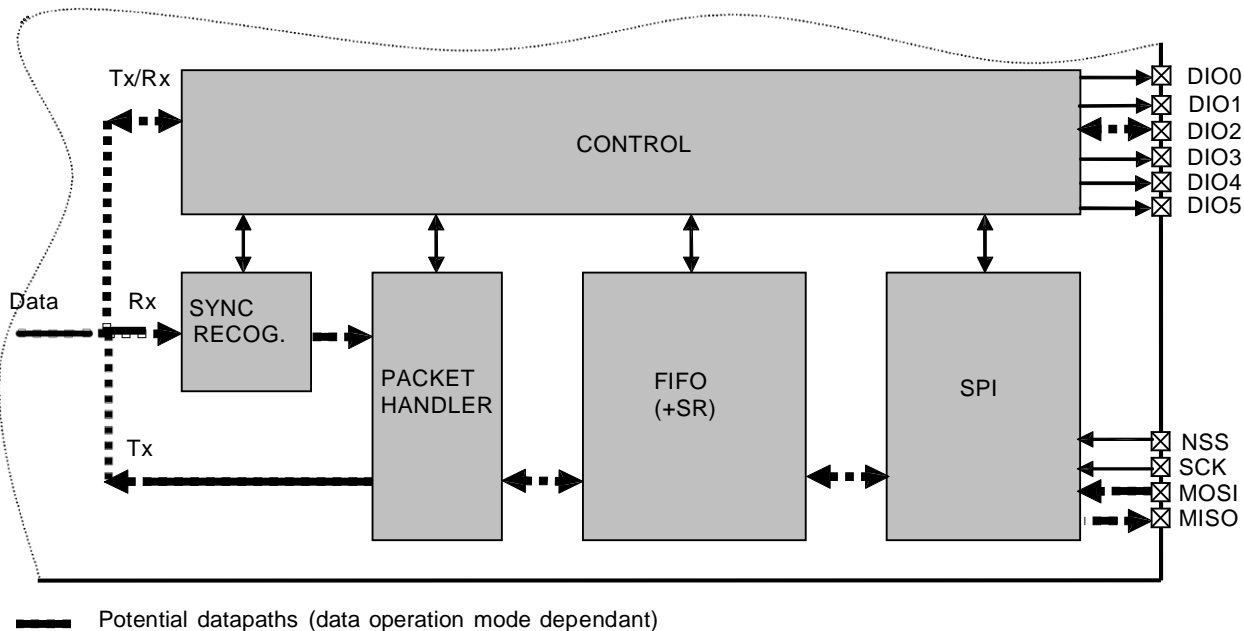 Tx/Rx
CONTROL
DIO0
DIO1
DIO2
DIO3
DIO4
DIO5
Data
Rx
SYNC
RECOG.
PACKET
HANDLER
FIFO
(+SR)
SPI
Tx
NSS
SCK
MOSI
MISO
Potential datapaths (data operation mode dependant)